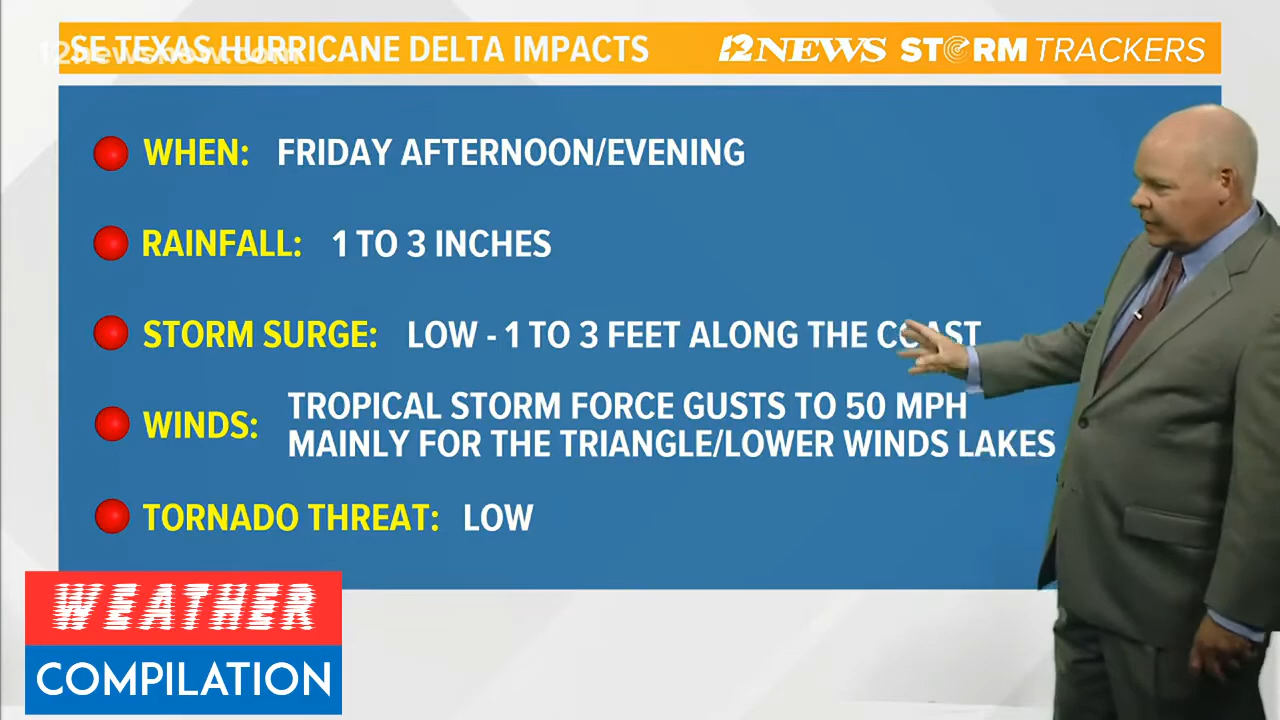 SE TEXAS HURRICANE DELTA IMPACTS
12newsnow.com
12NEWS STORM TRACKERS
WHEN: FRIDAY AFTERNOON/EVENING
RAINFALL: 1 TO 3 INCHES
STORM SURGE: LOW - 1 TO 3 FEET ALONG THE COAST
WINDS: TROPICAL STORM FORCE GUSTS TO 50 MPH
MAINLY FOR THE TRIANGLE/LOWER WINDS LAKES
TORNADO THREAT: LOW
WEATHER
COMPILATION